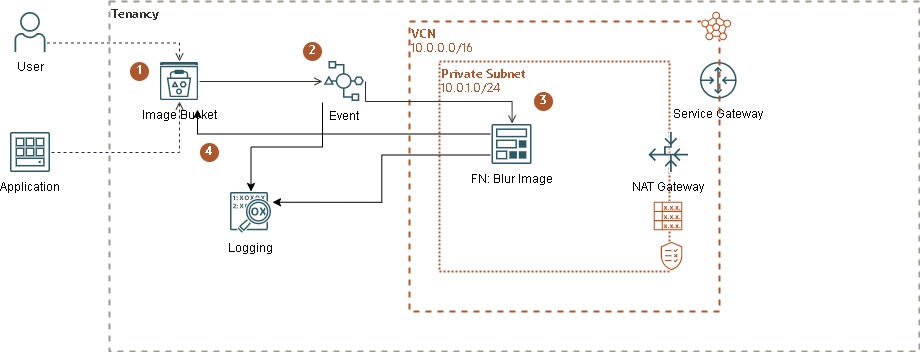 Tenancy
User
1
Image Bucket
2
Event
VCN
10.0.0.0/16
Private Subnet
10.0.1.0/24
3
FN: Blur Image
Service Gateway
NAT Gateway
X.X.X.
X.X.X.
Application
4
OX
Logging